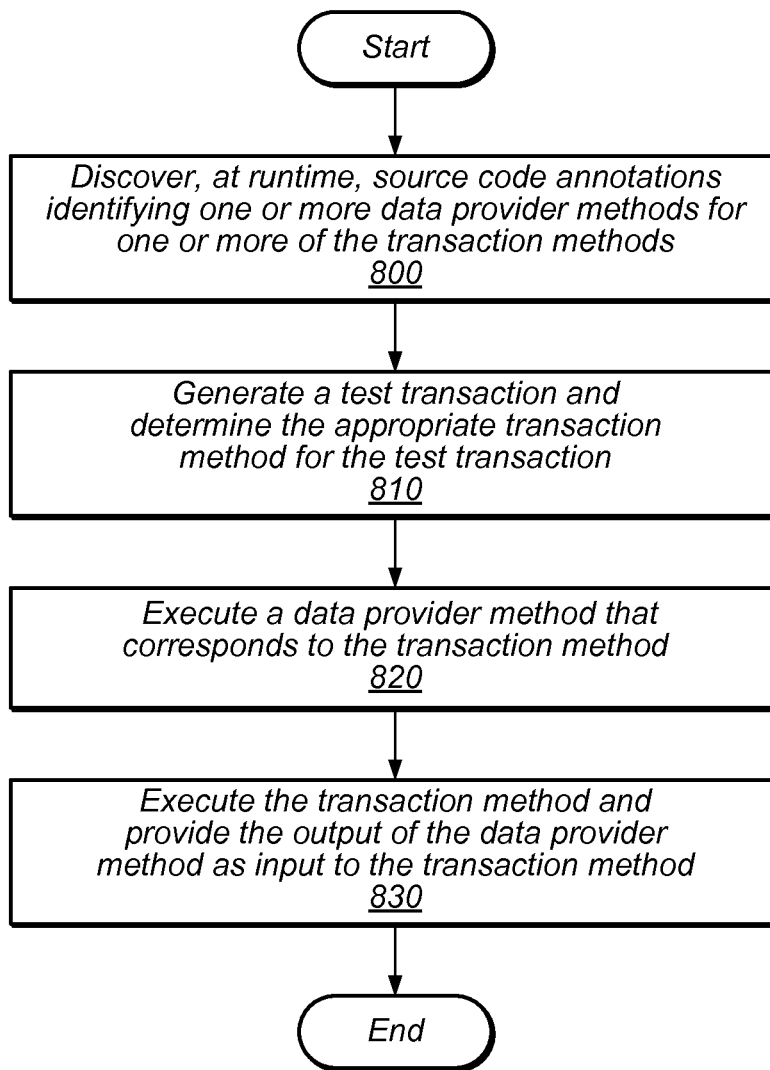 Start
Discover, at runtime, source code annotations
identifying one or more data provider methods for
one or more of the transaction methods
800
Generate a test transaction and
determine the appropriate transaction
method for the test transaction
810
Execute a data provider method that
corresponds to the transaction method
820
Execute the transaction method and
provide the output of the data provider
method as input to the transaction method
830
End